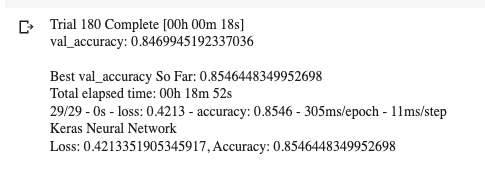 Trial 180 Complete [00h 00m 18s]
val_accuracy: 0.8469945192337036
Best val_accuracy So Far: 0.8546448349952698
Total elapsed time: 00h 18m 52s
29/29 - 0s - loss: 0.4213 - accuracy: 0.8546 - 305ms/epoch - 11ms/step
Keras Neural Network
Loss: 0.4213351905345917, Accuracy: 0.8546448349952698